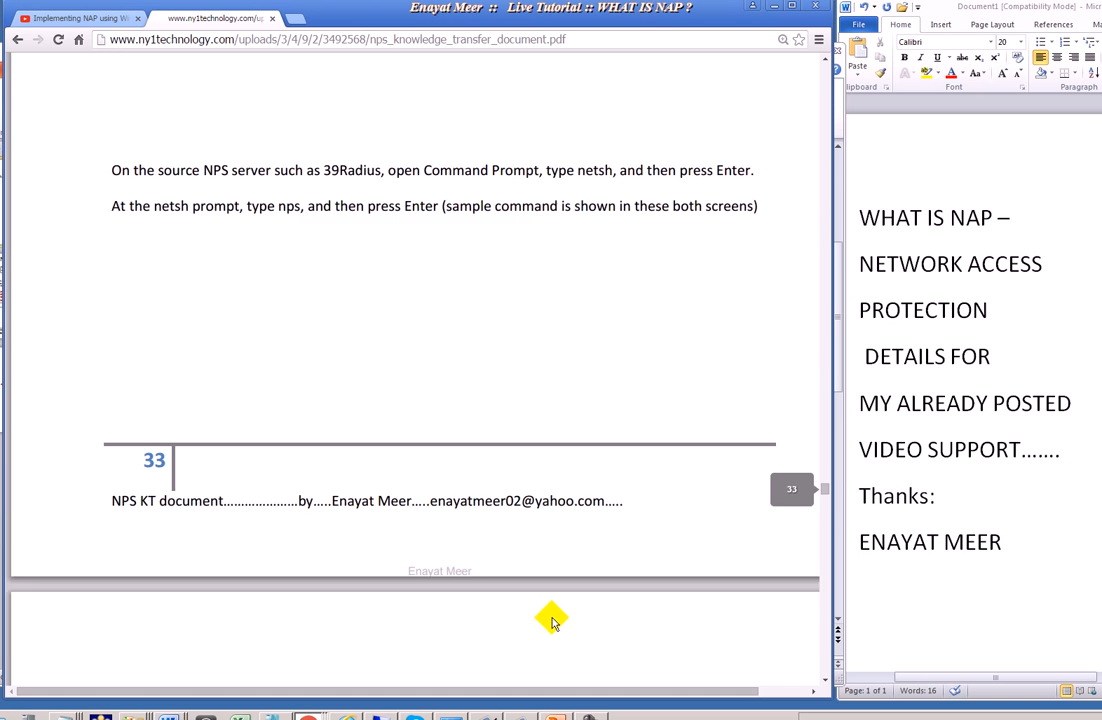 Enayat Meer :: Live Tutorial :: WHAT IS NAP ?
Document1 [Compatibility Mode] - Micr
Implementing NAP using W
www.ny1technology.com/up
File Home Insert Page Layout References
www.ny1technology.com/uploads/3/4/9/2/3492568/nps_knowledge_transfer_document.pdf
Calibri 20
Paste
lipboard Font Paragraph
On the source NPS server such as 39Radius, open Command Prompt, type netsh, and then press Enter.
At the netsh prompt, type nps, and then press Enter (sample command is shown in these both screens)
33
33
NPS KT document…………………by…..Enayat Meer…..enayatmeer02@yahoo.com…..
Enayat Meer
WHAT IS NAP –
NETWORK ACCESS
PROTECTION
DETAILS FOR
MY ALREADY POSTED
VIDEO SUPPORT…….
Thanks:
ENAYAT MEER
Page: 1 of 1 Words: 16